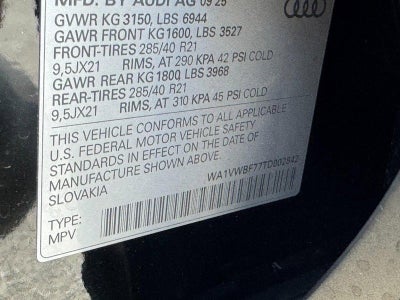 MFD. BY AUDI AG 09 25
GVWR KG 3150, LBS 6944
GAWR FRONT KG1600, LBS 3527
FRONT-TIRES 285/40 R21
9,5JX21 RIMS, AT 290 KPA 42 PSI COLD
GAWR REAR KG1800, LBS 3968
REAR-TIRES 285/40 R21
9,5JX21 RIMS, AT 310 KPA 45 PSI COLD
THIS VEHICLE CONFORMS TO ALL APPLICABLE
U.S. FEDERAL MOTOR VEHICLE SAFETY
STANDARDS IN EFFECT ON THE DATE OF
MANUFACTURE SHOWN ABOVE.
SLOVAKIA
WA1VWBF77TD002842
TYPE:
MPV